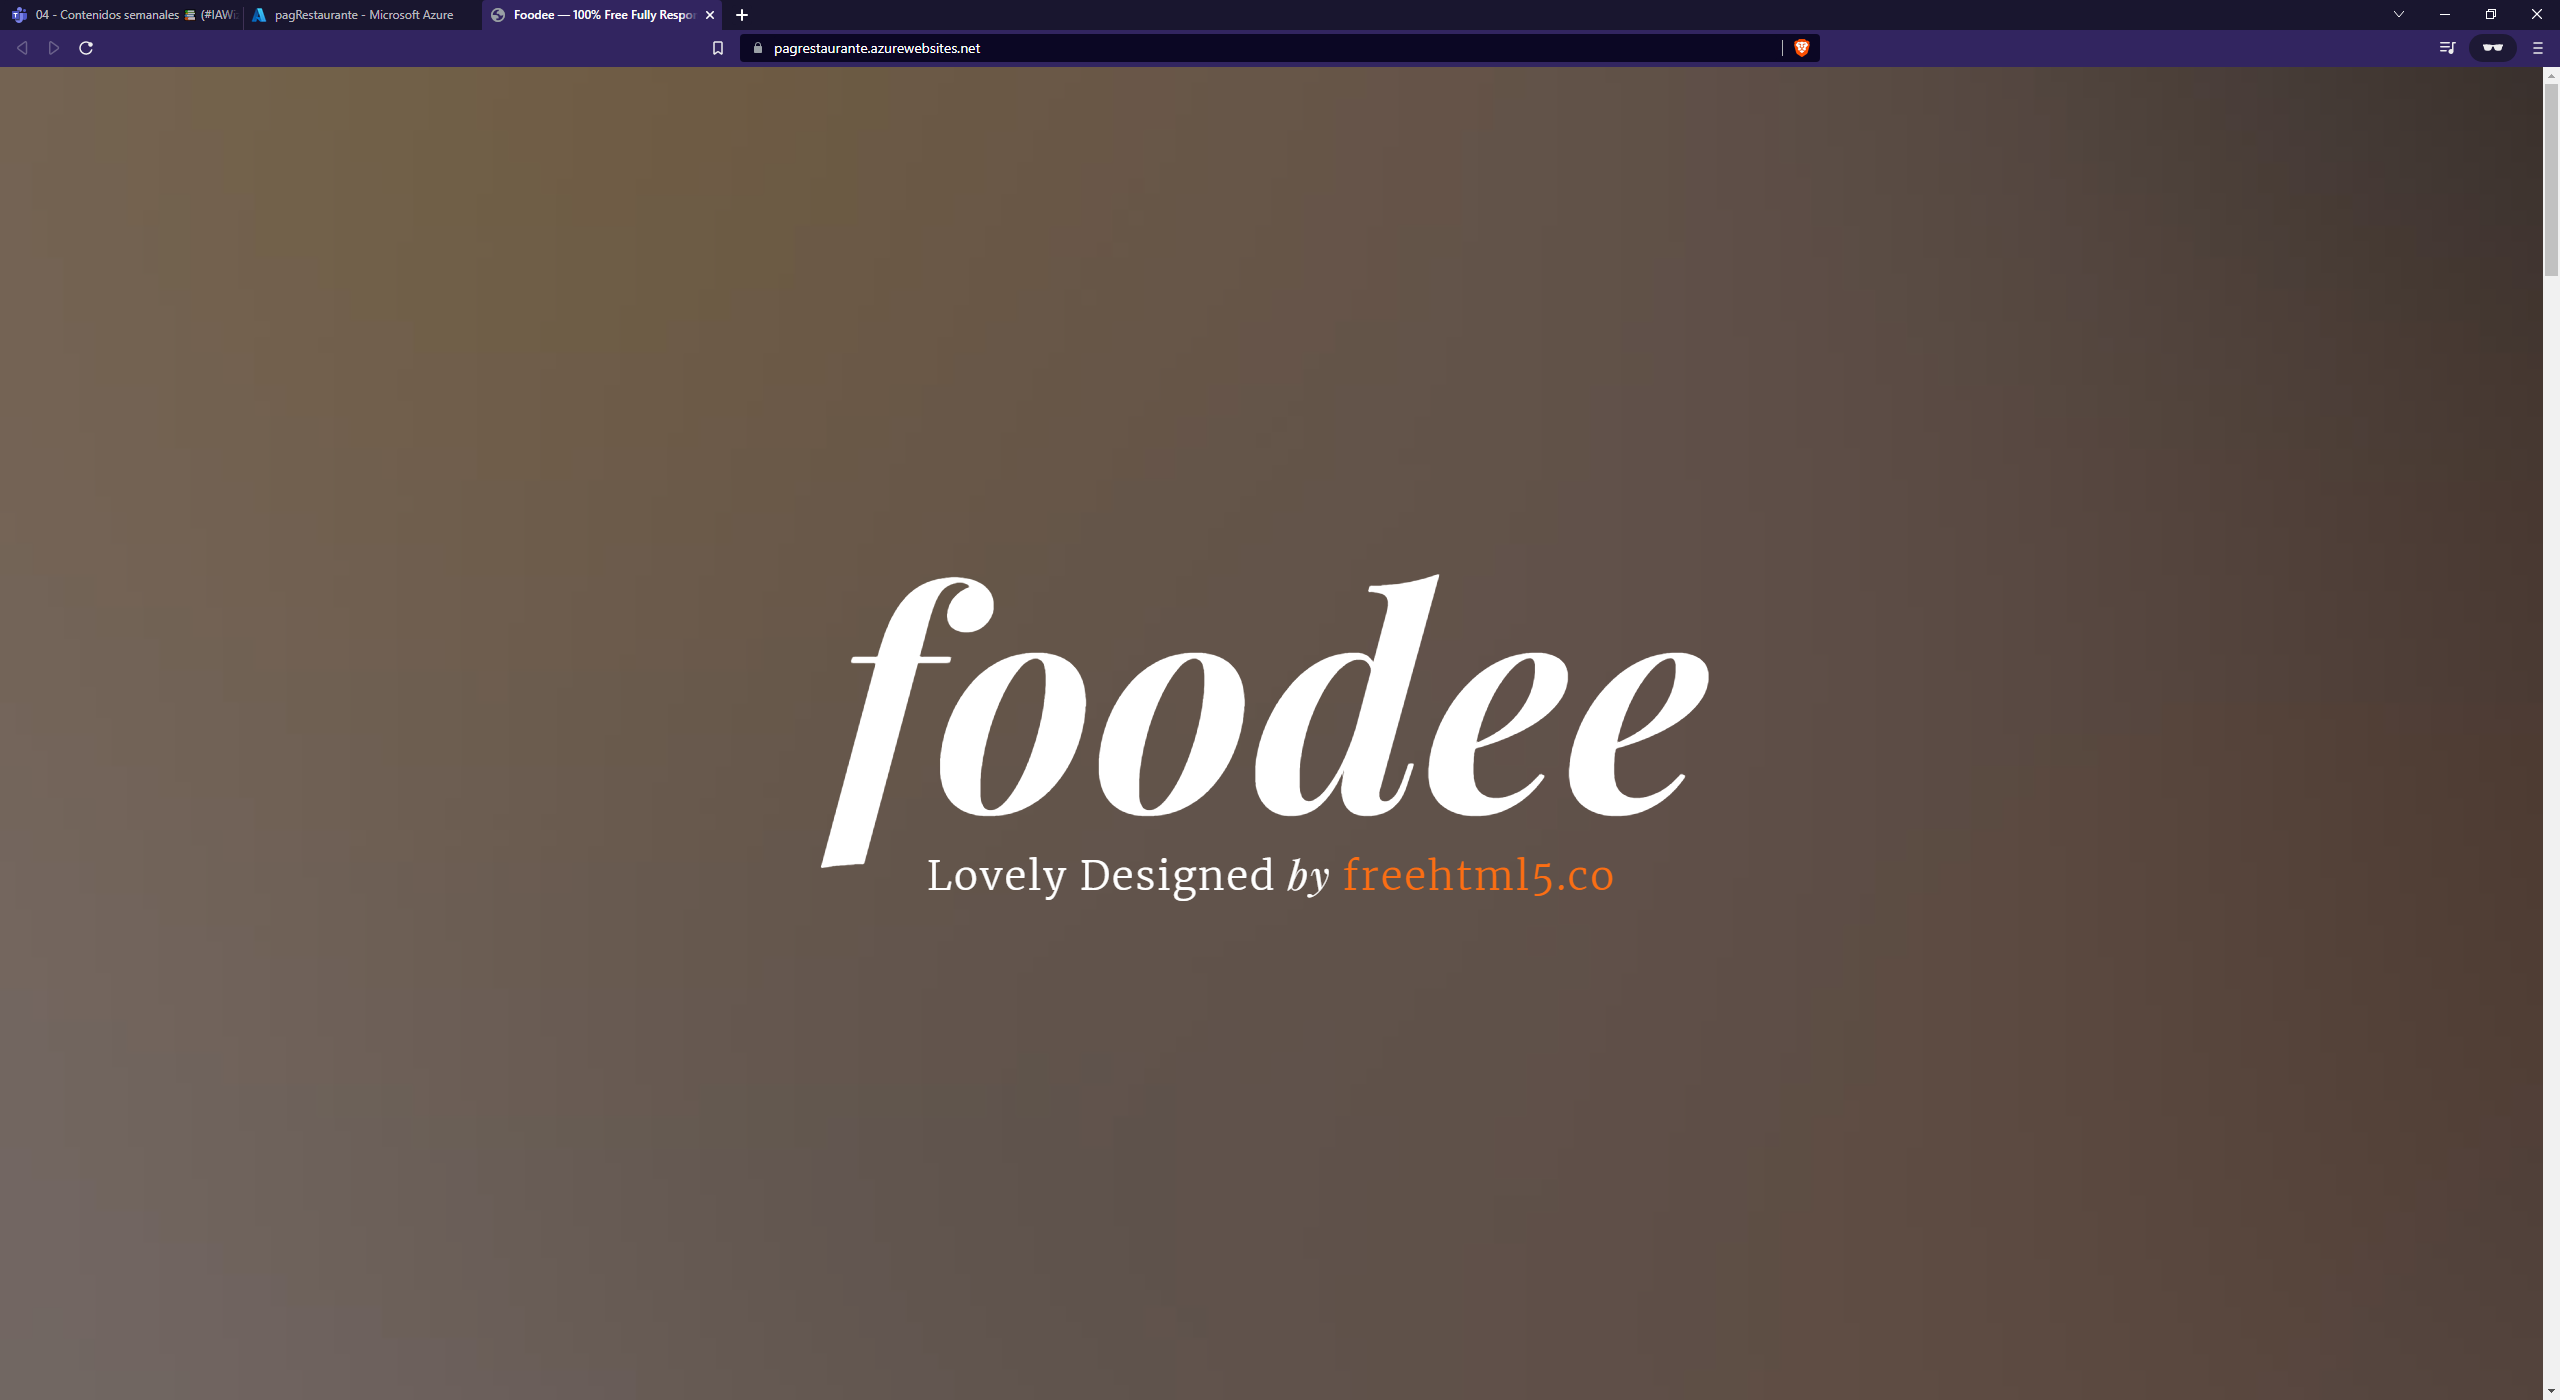 04 - Contenidos semanales 📚 (#IAWi
pagRestaurante - Microsoft Azure
Foodee — 100% Free Fully Respo
pagrestaurante.azurewebsites.net
foodee
Lovely Designed by freehtml5.co